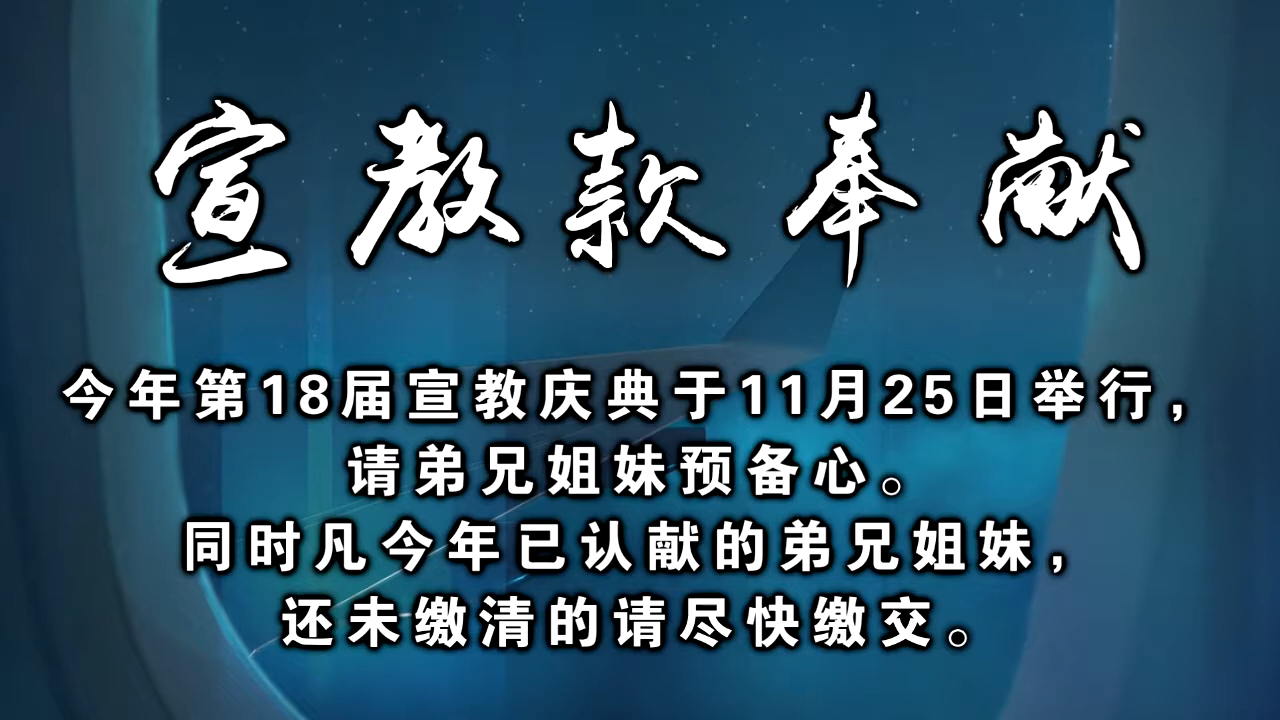 宣教款奉献
今年第18届宣教庆典于11月25日举行，
请弟兄姐妹预备心。
同时凡今年已认献的弟兄姐妹，
还未缴清的请尽快缴交。